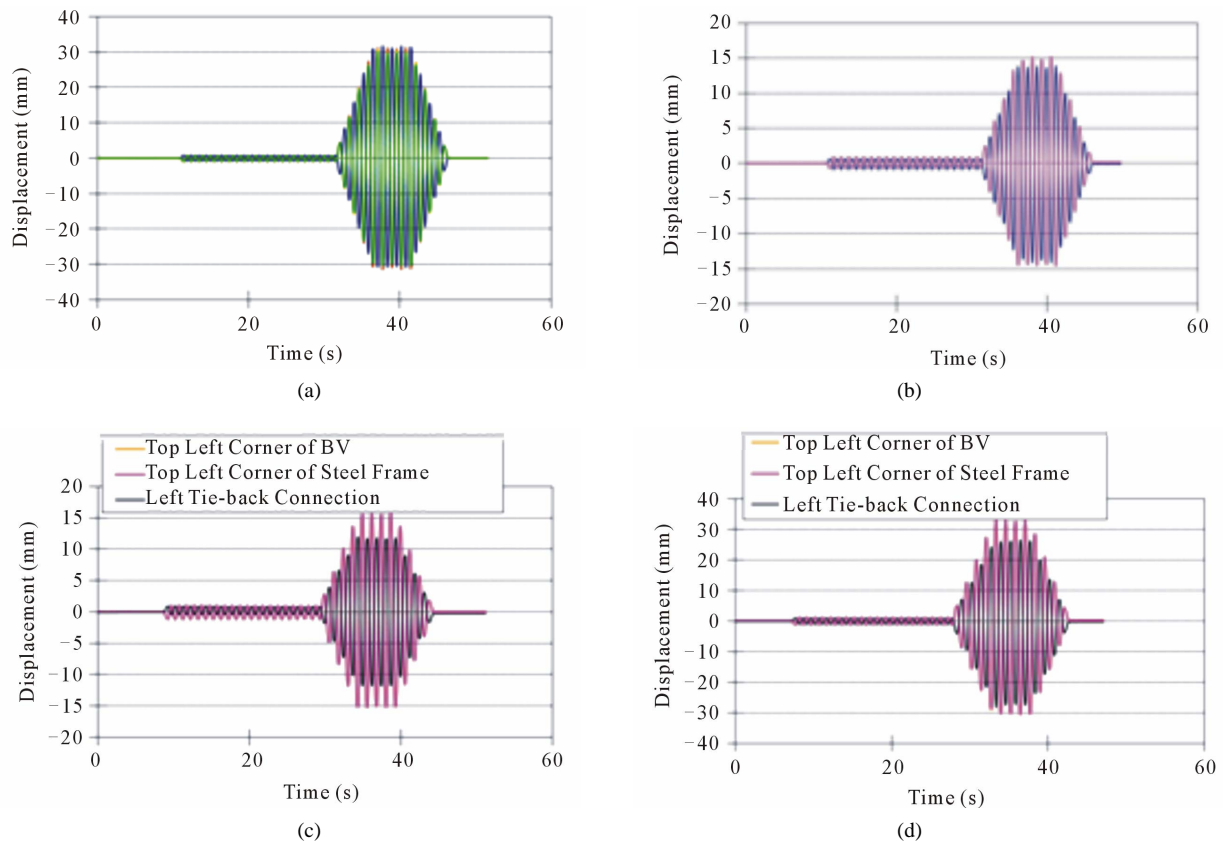 40
30
20
10
0
−10
−20
−30
−40
Displacement (mm)
0 20 40 60
Time (s)
(a)
20
15
10
5
0
−5
−10
−15
−20
Displacement (mm)
0 20 40 60
Time (s)
(b)
Top Left Corner of BV
Top Left Corner of Steel Frame
Left Tie-back Connection
20
15
10
5
0
−5
−10
−15
−20
Displacement (mm)
0 20 40 60
Time (s)
(c)
Top Left Corner of BV
Top Left Corner of Steel Frame
Left Tie-back Connection
40
30
20
10
0
−10
−20
−30
−40
Displacement (mm)
0 20 40 60
Time (s)
(d)